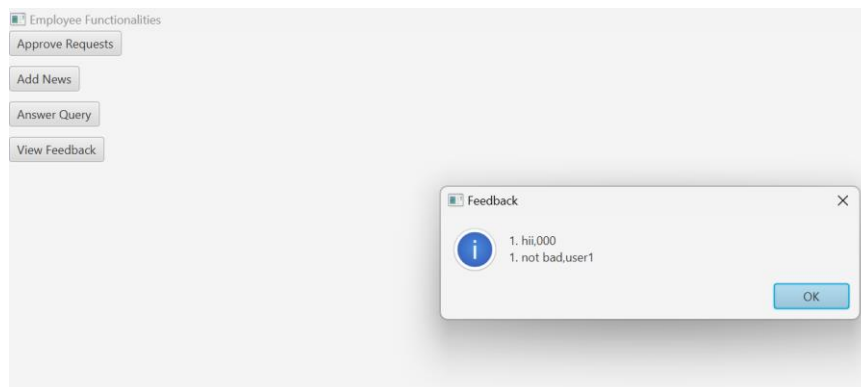 Employee Functionalities
Approve Requests
Add News
Answer Query
View Feedback
Feedback
1. hii,000
1. not bad,user1
OK